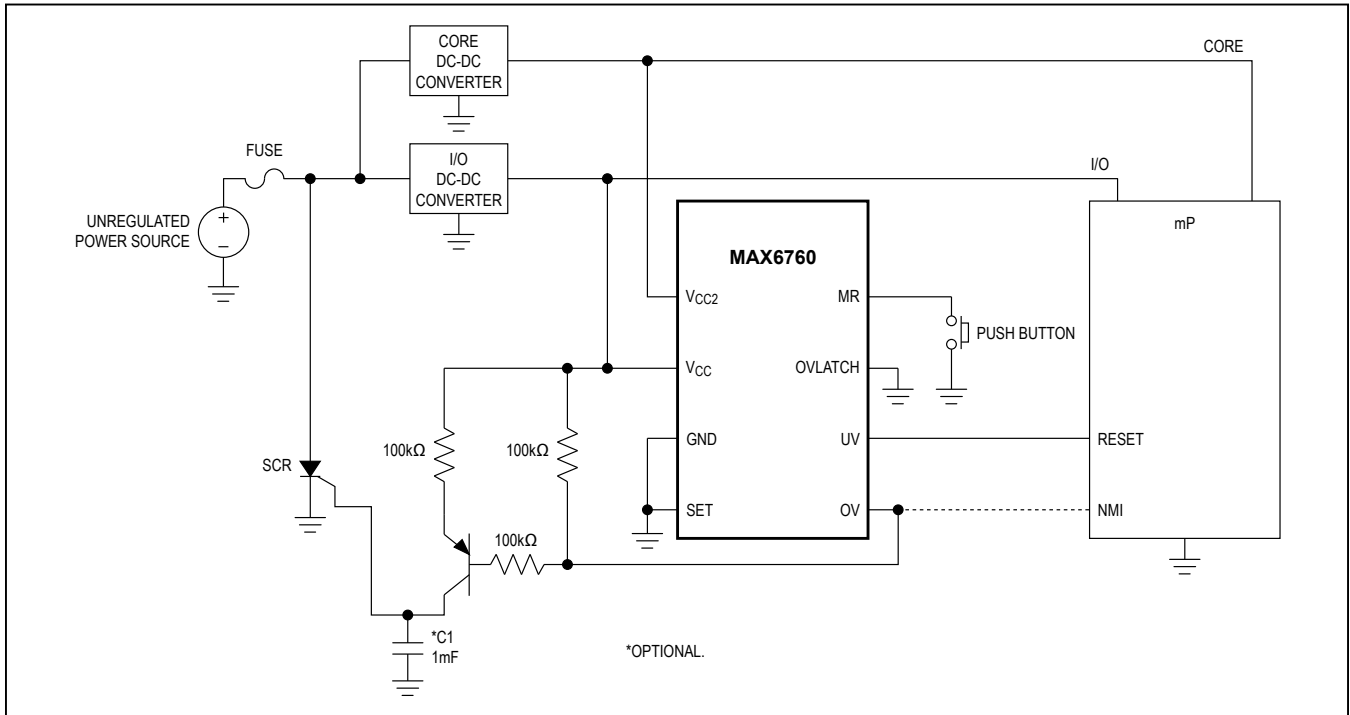 CORE
DC-DC
CONVERTER
CORE
FUSE
I/O
DC-DC
CONVERTER
I/O
UNREGULATED
POWER SOURCE
+
−
MAX6760
mP
VCC2
MR
PUSH BUTTON
VCC
OVLATCH
100kΩ
100kΩ
GND
UV
RESET
SCR
SET
OV
NMI
100kΩ
*C1
1mF
*OPTIONAL.